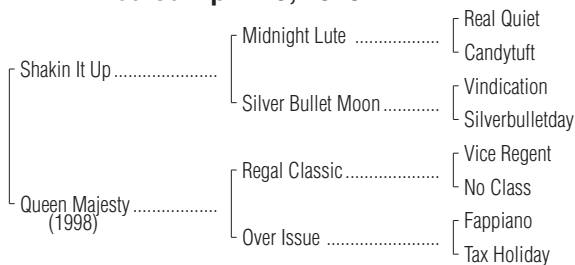 Real Quiet
Midnight Lute ....................
Candytuft
Shakin It Up ........................
Vindication
Silver Bullet Moon .............
Silverbulletday
Vice Regent
Regal Classic ......................
No Class
Queen Majesty ...................
(1998)
Fappiano
Over Issue ........................
Tax Holiday